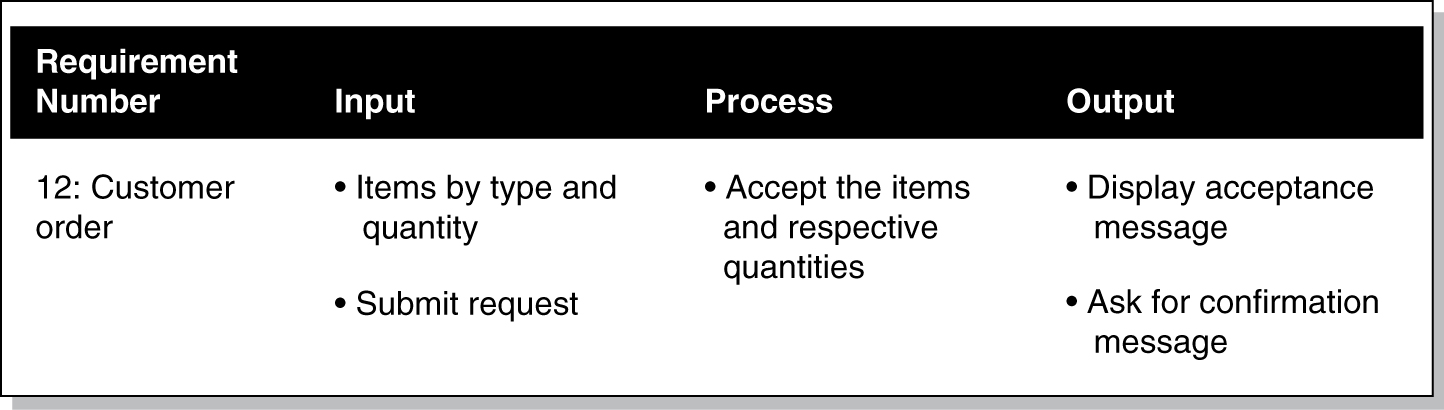 Requirement
Number
Input
Process
Output
12: Customer
order
• Items by type and
quantity
• Submit request
• Accept the items
and respective
quantities
• Display acceptance
message
• Ask for confirmation
message